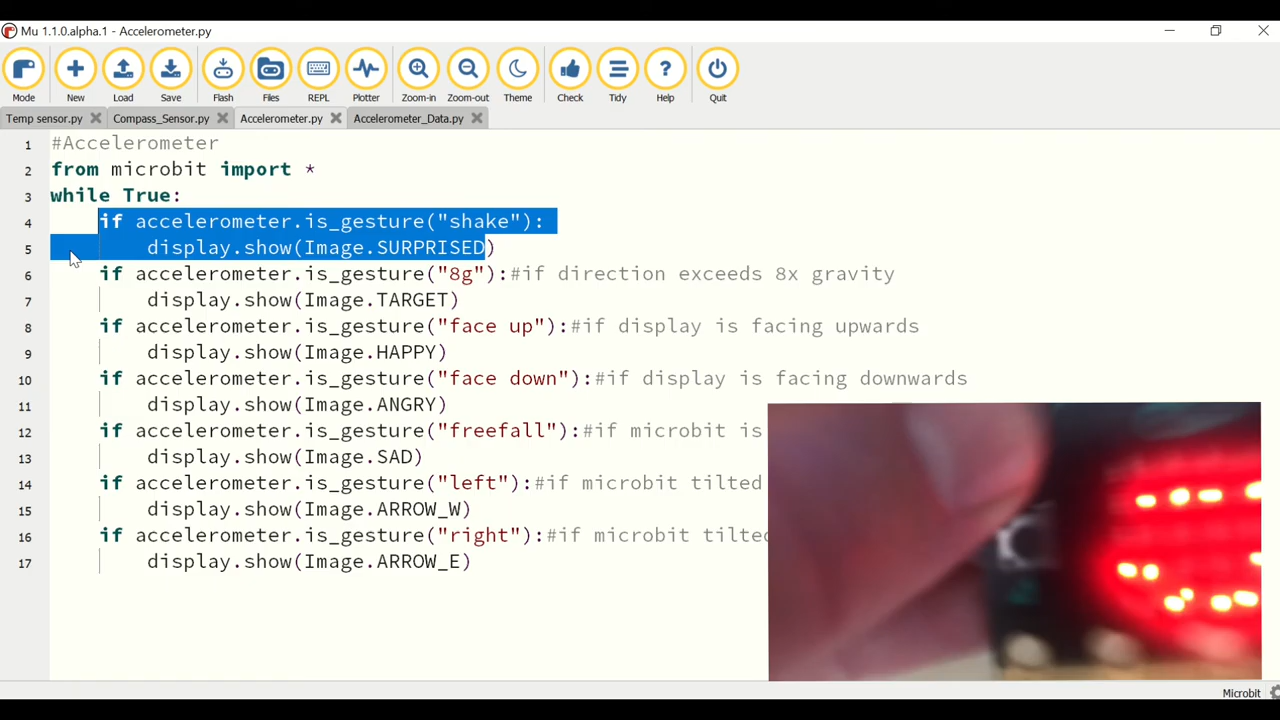 Mu 1.1.0.alpha.1 - Accelerometer.py
Mode New Load Save Flash Files REPL Plotter Zoom-in Zoom-out Theme Check Tidy Help Quit
Temp sensor.py Compass_Sensor.py Accelerometer.py Accelerometer_Data.py
1 #Accelerometer
2 from microbit import *
3 while True:
4 if accelerometer.is_gesture("shake"):
5 display.show(Image.SURPRISED)
6 if accelerometer.is_gesture("8g"):#if direction exceeds 8x gravity
7 display.show(Image.TARGET)
8 if accelerometer.is_gesture("face up"):#if display is facing upwards
9 display.show(Image.HAPPY)
10 if accelerometer.is_gesture("face down"):#if display is facing downwards
11 display.show(Image.ANGRY)
12 if accelerometer.is_gesture("freefall"):#if microbit is
13 display.show(Image.SAD)
14 if accelerometer.is_gesture("left"):#if microbit tilted
15 display.show(Image.ARROW_W)
16 if accelerometer.is_gesture("right"):#if microbit tilted
17 display.show(Image.ARROW_E)
Microbit